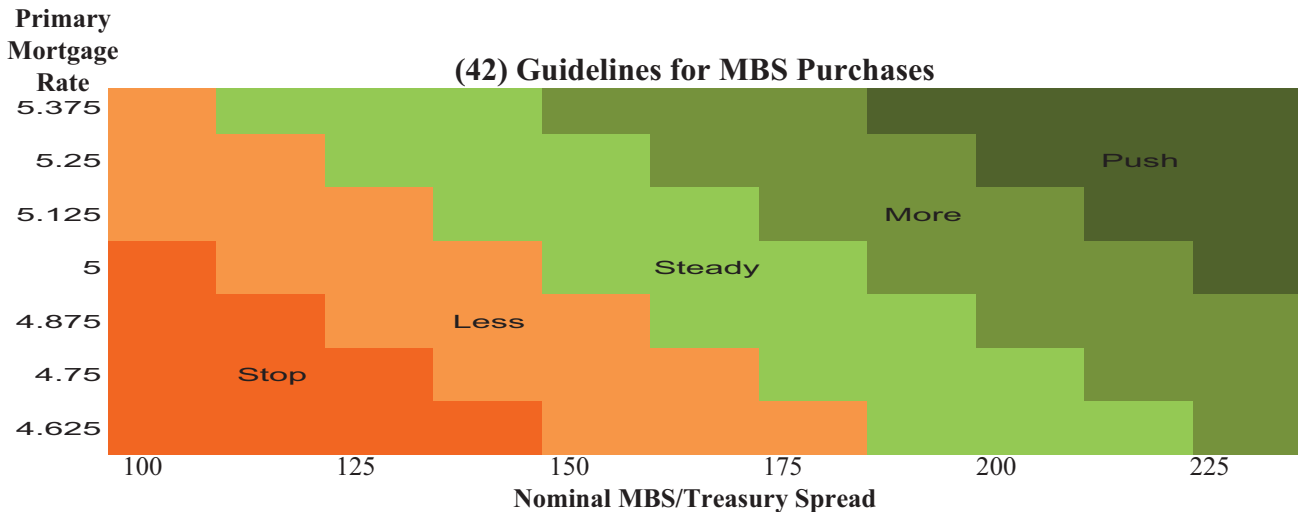 Primary
Mortgage
Rate
(42) Guidelines for MBS Purchases
5.375
5.25
Push
5.125
More
5
Steady
4.875
Less
4.75
Stop
4.625
100 125 150 175 200 225
Nominal MBS/Treasury Spread